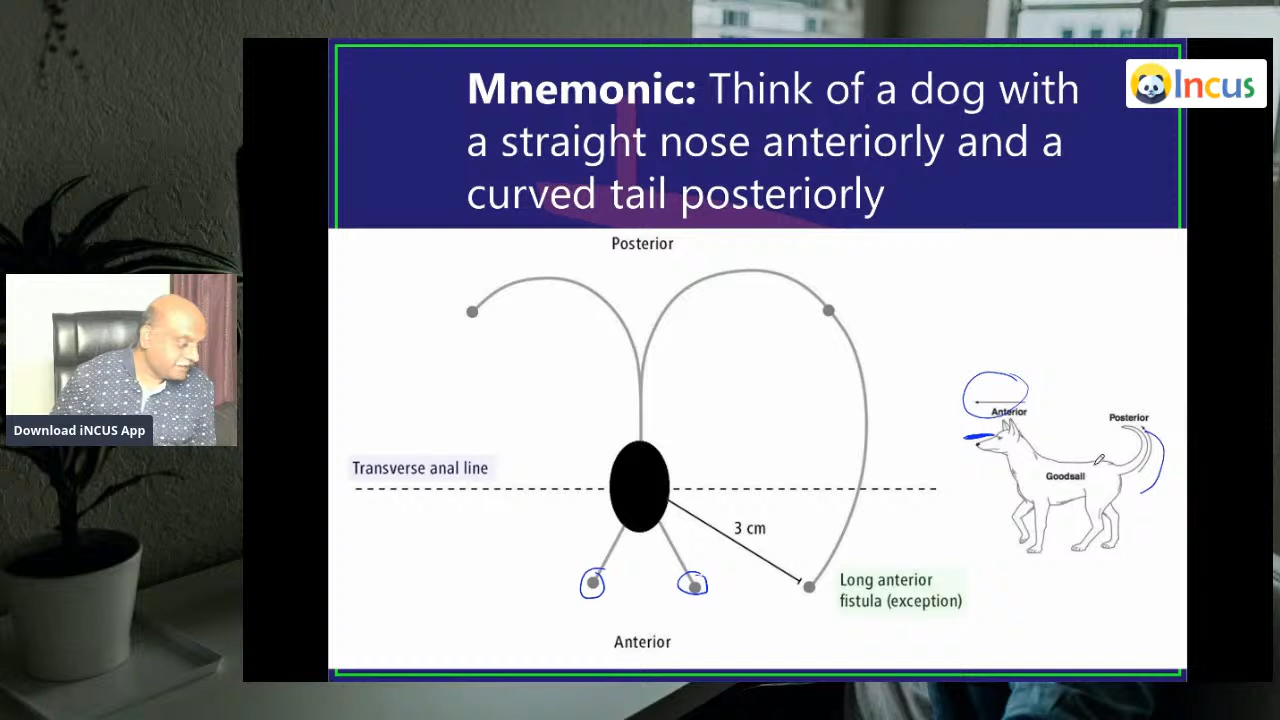 Mnemonic: Think of a dog with
a straight nose anteriorly and a
curved tail posteriorly
Incus
Posterior
Anterior
Posterior
Goodsall
Transverse anal line
3 cm
Long anterior
fistula (exception)
Anterior
Download iNCUS App